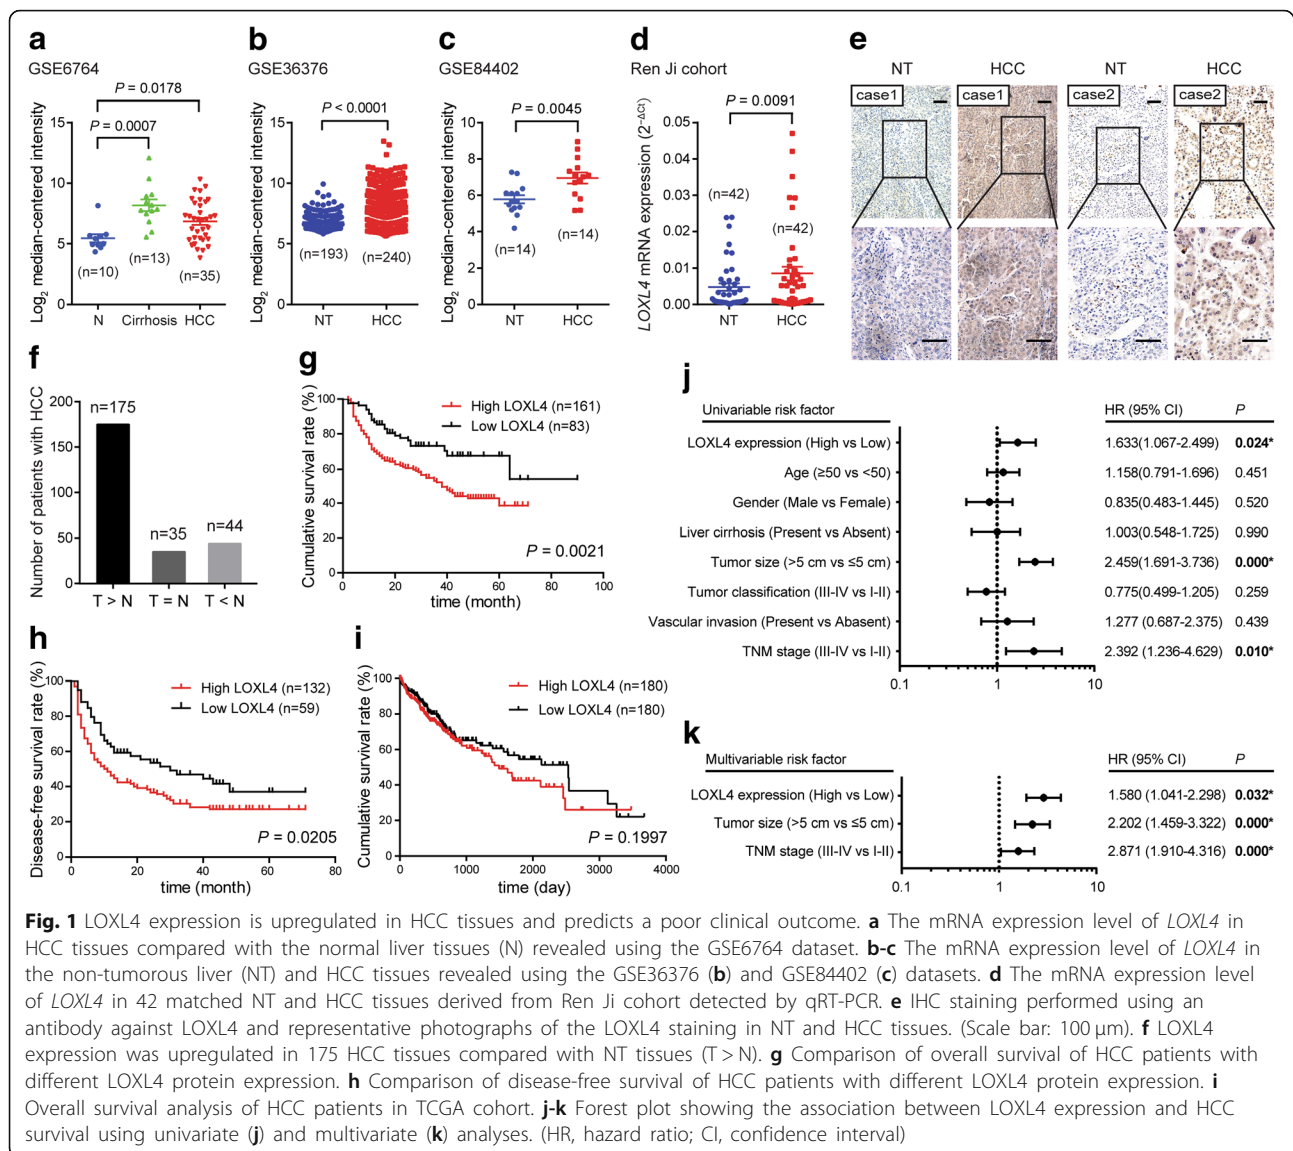 a
GSE6764
Log2 median-centered intensity
15
10
5
0
P = 0.0178
P = 0.0007
(n=10)
(n=13)
(n=35)
N Cirrhosis HCC
b
GSE36376
Log2 median-centered intensity
15
10
5
0
P < 0.0001
(n=193)
(n=240)
NT HCC
c
GSE84402
Log2 median-centered intensity
10
8
6
4
2
0
P = 0.0045
(n=14)
(n=14)
NT HCC
d
Ren Ji cohort
LOXL4 mRNA expression (2−ΔCt)
0.05
0.04
0.03
0.02
0.01
0.00
P = 0.0091
(n=42)
(n=42)
NT HCC
e
NT HCC NT HCC
case1 case1 case2 case2
f
Number of patients with HCC
200
150
100
50
0
n=175
n=35
n=44
T > N T = N T < N
g
Cumulative survival rate (%)
100
80
60
40
20
0
High LOXL4 (n=161)
Low LOXL4 (n=83)
P = 0.0021
0 20 40 60 80 100
time (month)
h
Disease-free survival rate (%)
100
80
60
40
20
0
High LOXL4 (n=132)
Low LOXL4 (n=59)
P = 0.0205
0 20 40 60 80
time (month)
i
Cumulative survival rate (%)
100
80
60
40
20
0
High LOXL4 (n=180)
Low LOXL4 (n=180)
P = 0.1997
0 1000 2000 3000 4000
time (day)
j
Univariable risk factor HR (95% CI) P
LOXL4 expression (High vs Low) 1.633(1.067-2.499) 0.024*
Age (≥50 vs <50) 1.158(0.791-1.696) 0.451
Gender (Male vs Female) 0.835(0.483-1.445) 0.520
Liver cirrhosis (Present vs Absent) 1.003(0.548-1.725) 0.990
Tumor size (>5 cm vs ≤5 cm) 2.459(1.691-3.736) 0.000*
Tumor classification (III-IV vs I-II) 0.775(0.499-1.205) 0.259
Vascular invasion (Present vs Abasent) 1.277 (0.687-2.375) 0.439
TNM stage (III-IV vs I-II) 2.392 (1.236-4.629) 0.010*
0.1 1 10
k
Multivariable risk factor HR (95% CI) P
LOXL4 expression (High vs Low) 1.580 (1.041-2.298) 0.032*
Tumor size (>5 cm vs ≤5 cm) 2.202 (1.459-3.322) 0.000*
TNM stage (III-IV vs I-II) 2.871 (1.910-4.316) 0.000*
0.1 1 10
Fig. 1 LOXL4 expression is upregulated in HCC tissues and predicts a poor clinical outcome. a The mRNA expression level of LOXL4 in
HCC tissues compared with the normal liver tissues (N) revealed using the GSE6764 dataset. b-c The mRNA expression level of LOXL4 in
the non-tumorous liver (NT) and HCC tissues revealed using the GSE36376 (b) and GSE84402 (c) datasets. d The mRNA expression level
of LOXL4 in 42 matched NT and HCC tissues derived from Ren Ji cohort detected by qRT-PCR. e IHC staining performed using an
antibody against LOXL4 and representative photographs of the LOXL4 staining in NT and HCC tissues. (Scale bar: 100 μm). f LOXL4
expression was upregulated in 175 HCC tissues compared with NT tissues (T > N). g Comparison of overall survival of HCC patients with
different LOXL4 protein expression. h Comparison of disease-free survival of HCC patients with different LOXL4 protein expression. i
Overall survival analysis of HCC patients in TCGA cohort. j-k Forest plot showing the association between LOXL4 expression and HCC
survival using univariate (j) and multivariate (k) analyses. (HR, hazard ratio; CI, confidence interval)